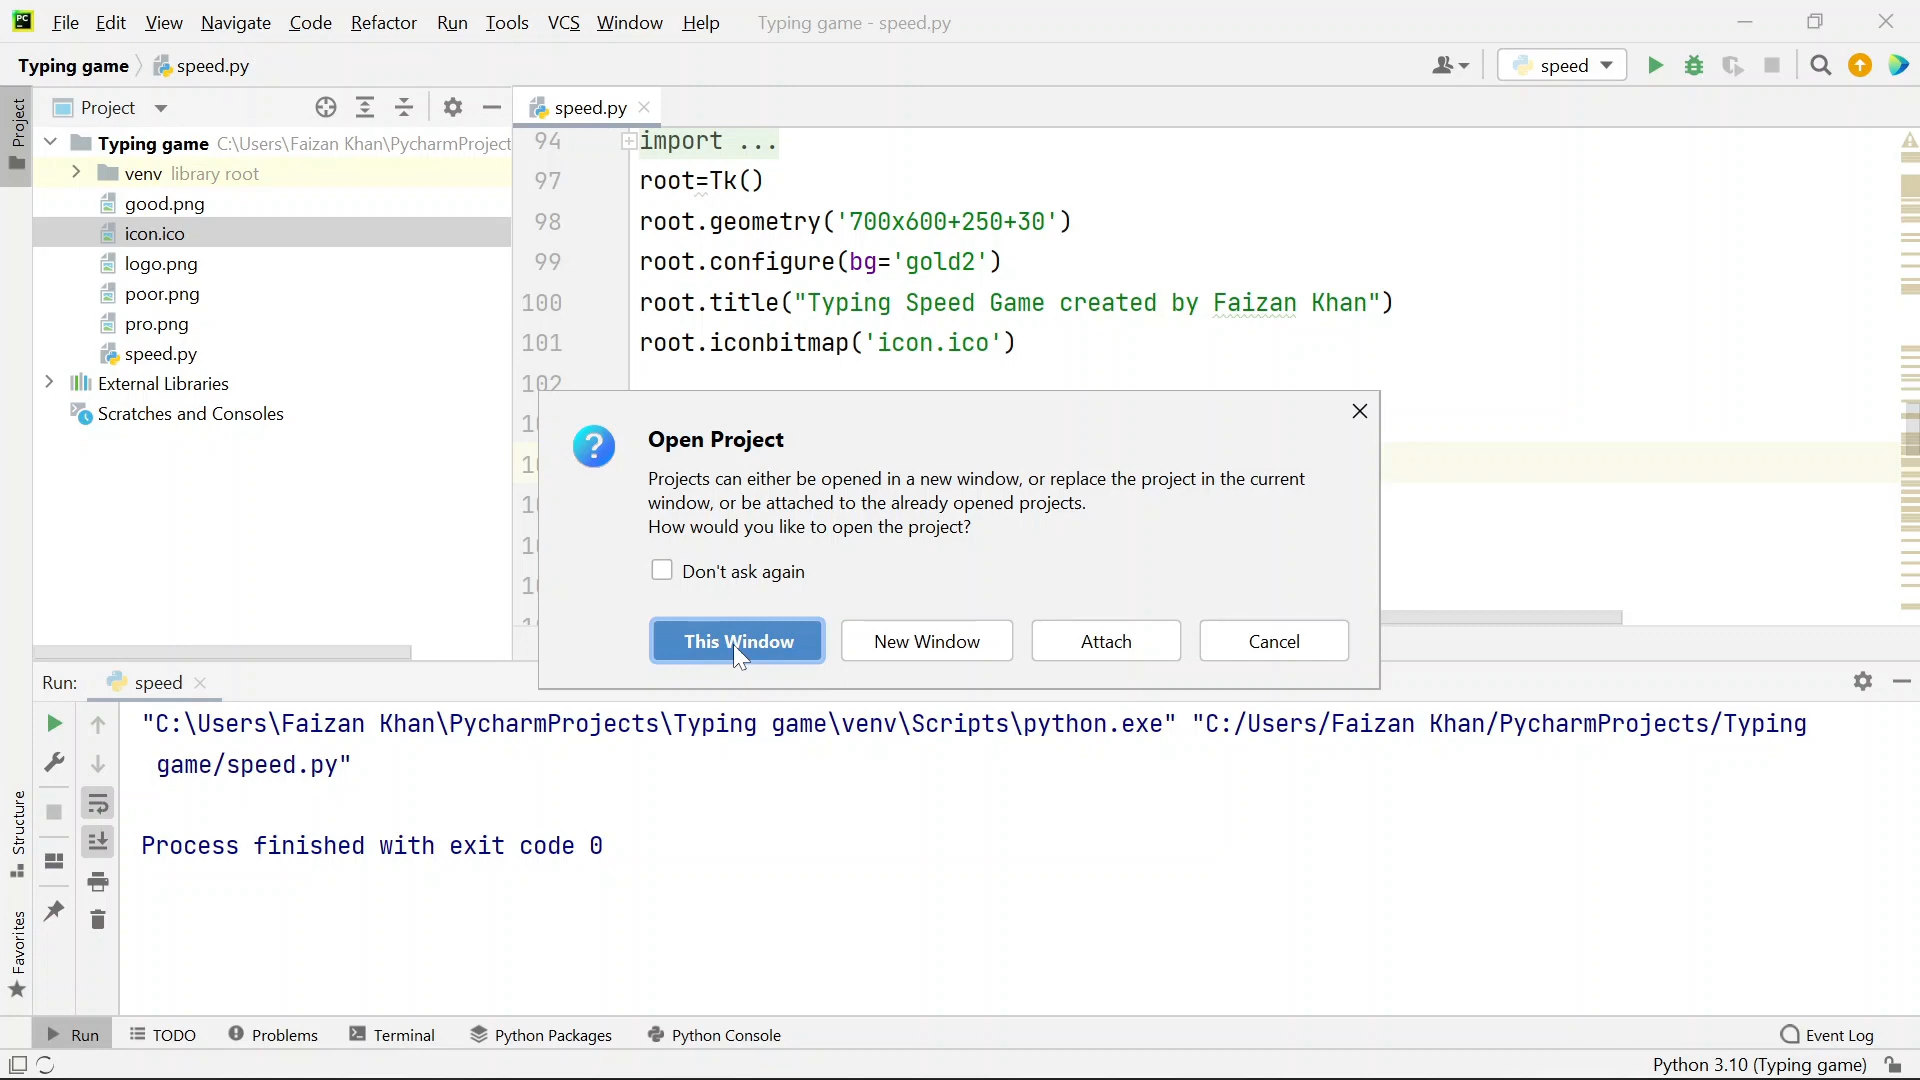 PC File Edit View Navigate Code Refactor Run Tools VCS Window Help Typing game - speed.py
Typing game speed.py speed
Project
Project speed.py
Typing game C:\Users\Faizan Khan\PycharmProject
venv library root
good.png
icon.ico
logo.png
poor.png
pro.png
speed.py
External Libraries
Scratches and Consoles
94 import ...
97 root=Tk()
98 root.geometry('700x600+250+30')
99 root.configure(bg='gold2')
100 root.title("Typing Speed Game created by Faizan Khan")
101 root.iconbitmap('icon.ico')
102
? Open Project
Projects can either be opened in a new window, or replace the project in the current
window, or be attached to the already opened projects.
How would you like to open the project?
Don't ask again
This Window New Window Attach Cancel
Run: speed
"C:\Users\Faizan Khan\PycharmProjects\Typing game\venv\Scripts\python.exe" "C:/Users/Faizan Khan/PycharmProjects/Typing
game/speed.py"
Process finished with exit code 0
Structure
Favorites
Run TODO Problems Terminal Python Packages Python Console Event Log
Python 3.10 (Typing game)